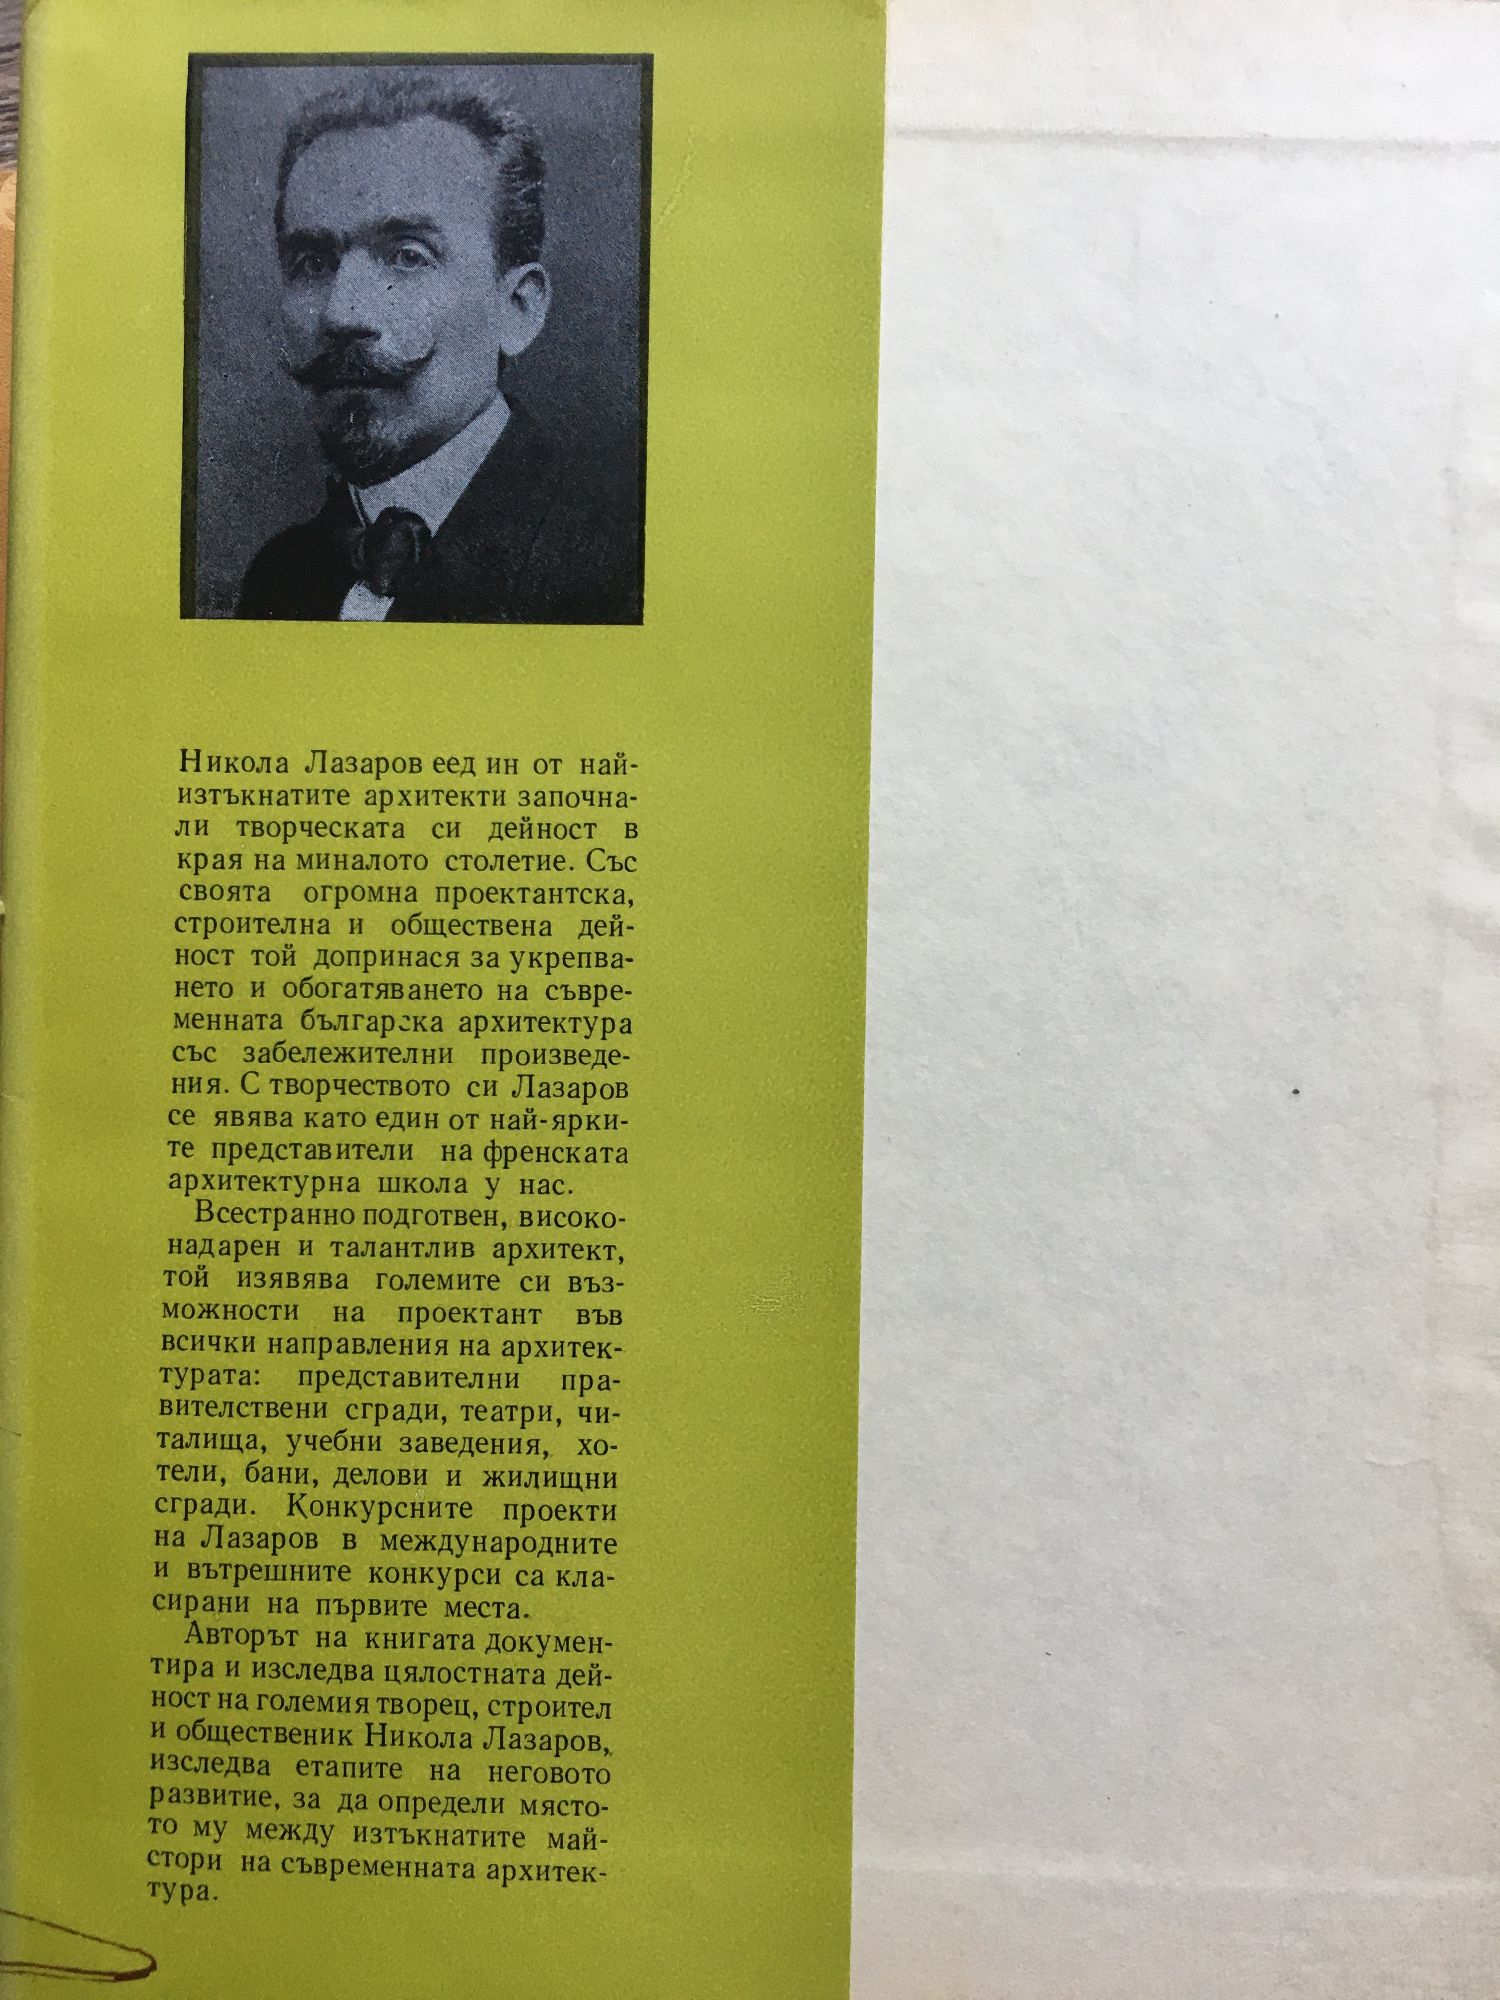 Никола Лазаров еед ин от най-
изтъкнатите архитекти започна-
ли творческата си дейност в
края на миналото столетие. Със
своята огромна проектантска,
строителна и обществена дей-
ност той допринася за укрепва-
нето и обогатяването на съвре-
менната българска архитектура
със забележителни произведе-
ния. С творчеството си Лазаров
се явява като един от най-ярки-
те представители на френската
архитектурна школа у нас.
Всестранно подготвен, високо-
надарен и талантлив архитект,
той изявява големите си въз-
можности на проектант във
всички направления на архитек-
турата: представителни пра-
вителствени сгради, театри, чи-
талища, учебни заведения, хо-
тели, бани, делови и жилищни
сгради. Конкурсните проекти
на Лазаров в международните
и вътрешните конкурси са кла-
сирани на първите места.
Авторът на книгата докумен-
тира и изследва цялостната дей-
ност на големия творец, строител
и общественик Никола Лазаров,
изследва етапите на неговото
развитие, за да определи място-
то му между изтъкнатите май-
стори на съвременната архитек-
тура.